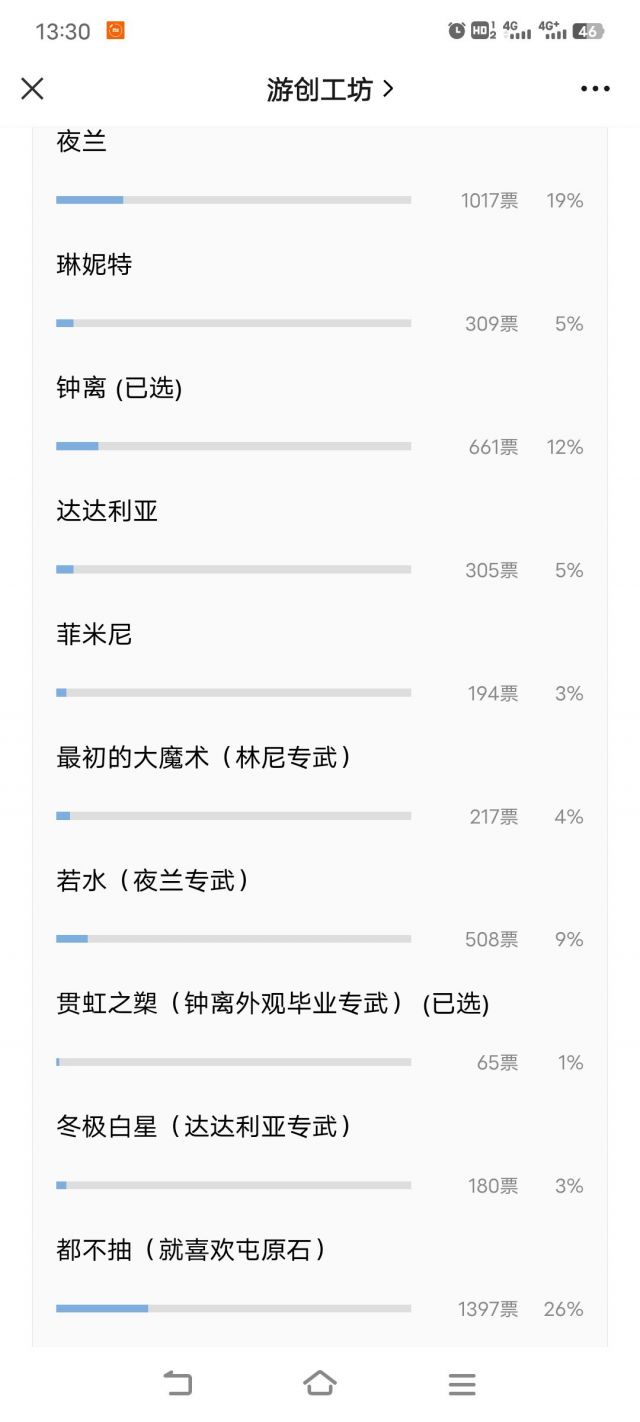 13:30
HD 1 2 4G 4G+ 46
游创工坊
夜兰
1017票 19%
琳妮特
309票 5%
钟离 (已选)
661票 12%
达达利亚
305票 5%
菲米尼
194票 3%
最初的大魔术（林尼专武）
217票 4%
若水（夜兰专武）
508票 9%
贯虹之槊（钟离外观毕业专武） (已选)
65票 1%
冬极白星（达达利亚专武）
180票 3%
都不抽（就喜欢屯原石）
1397票 26%